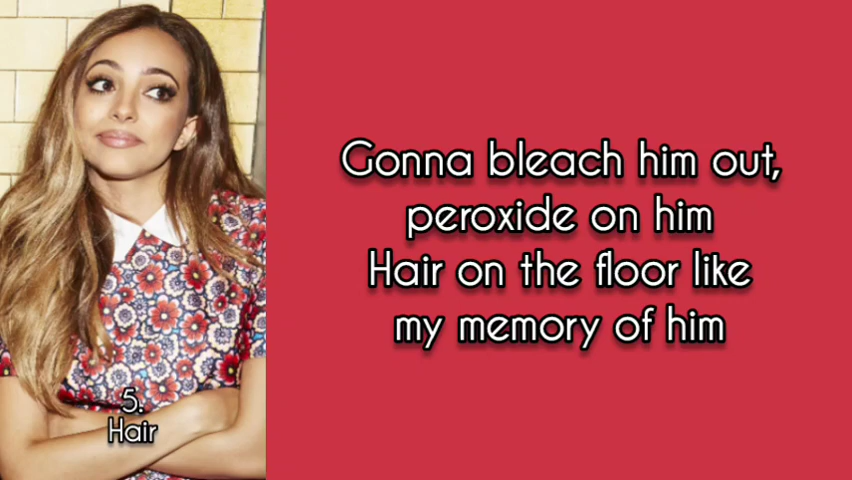 Gonna bleach him out,
peroxide on him
Hair on the floor like
my memory of him
5.
Hair